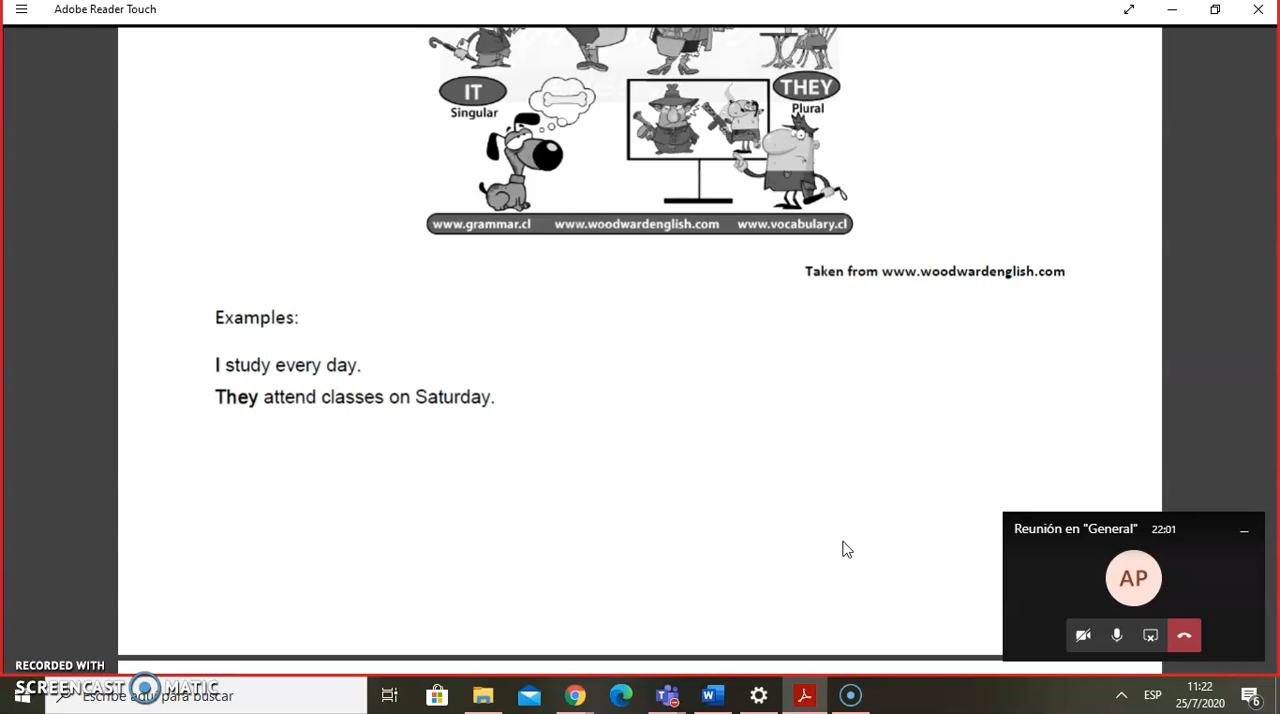 Adobe Reader Touch
IT
Singular
THEY
Plural
www.grammar.cl www.woodwardenglish.com www.vocabulary.cl
Taken from www.woodwardenglish.com
Examples:
I study every day.
They attend classes on Saturday.
Reunión en "General" 22:01
AP
RECORDED WITH
SCREENCAST MATIC
Escribe aquí para buscar
ESP
11:22
25/7/2020
6